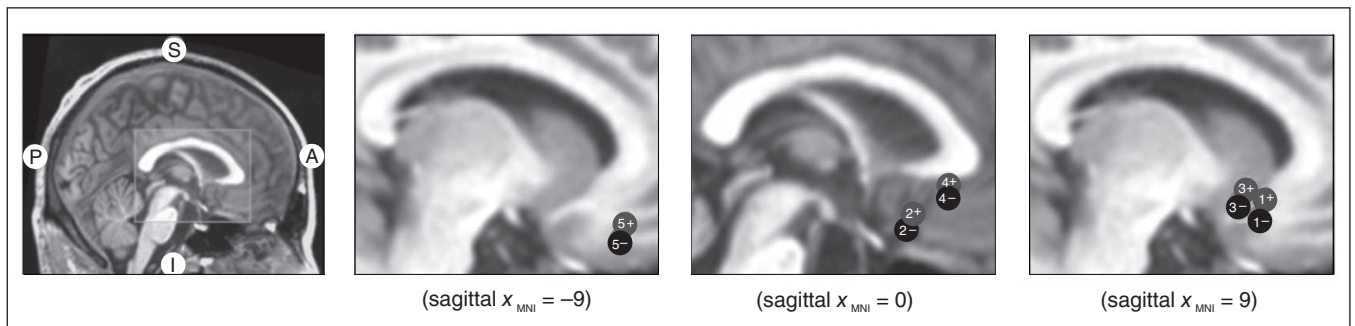 S
P
A
I
5+
5–
4+
4–
2+
2–
3+
1+
3–
1–
(sagittal x MNI = –9)
(sagittal x MNI = 0)
(sagittal x MNI = 9)